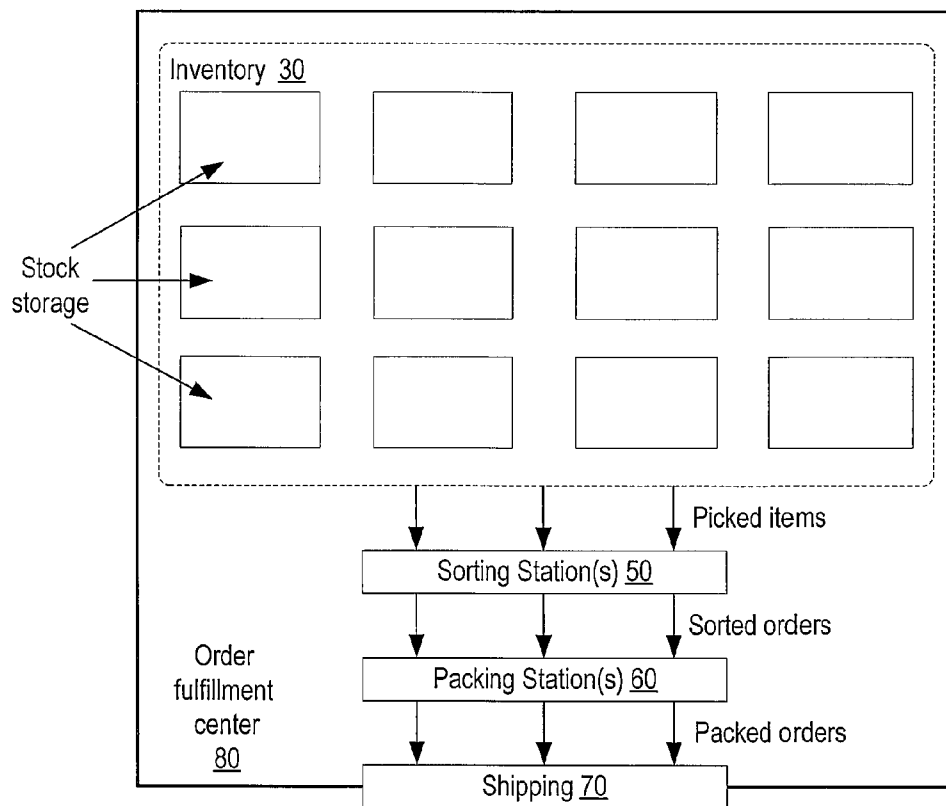 Inventory 30
Stock
storage
Picked items
Sorting Station(s) 50
Sorted orders
Order
fulfillment
center
80
Packing Station(s) 60
Packed orders
Shipping 70